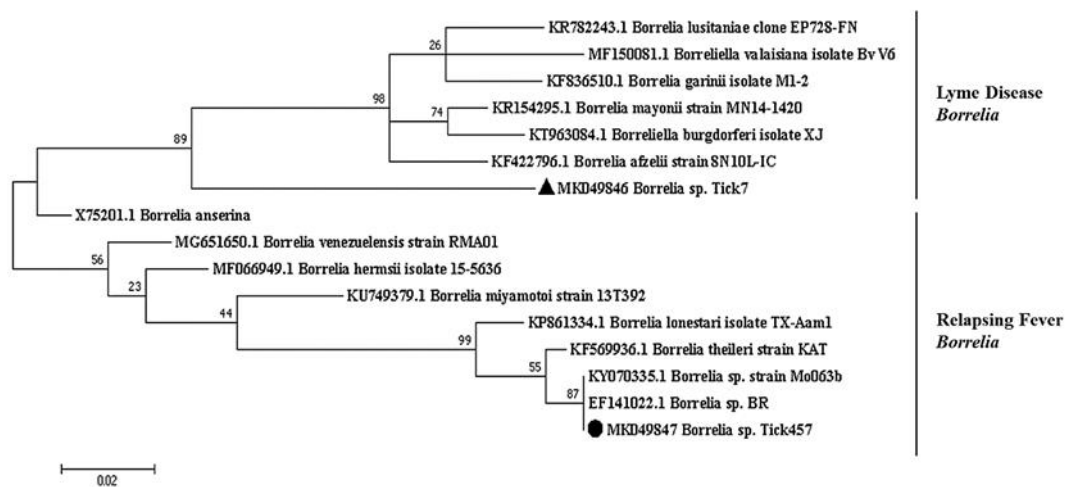 KR782243.1 Borrelia lusitaniae clone EP728-FN
26
MF150081.1 Borreliella valaisiana isolate Bv V6
KF836510.1 Borrelia garinii isolate M1-2
98
KR154295.1 Borrelia mayonii strain MN14-1420
74
KT963084.1 Borreliella burgdorferi isolate XJ
89
KF422796.1 Borrelia afzelii strain SN10L-IC
MK049846 Borrelia sp. Tick7
Lyme Disease
Borrelia
X75201.1 Borrelia anserina
MG651650.1 Borrelia venezuelensis strain RMA01
56
MF066949.1 Borrelia hermsii isolate 15-5636
23
KU749379.1 Borrelia miyamotoi strain 13T392
44
KP861334.1 Borrelia lonestari isolate TX-Aam1
99
KF569936.1 Borrelia theileri strain KAT
55
KY070335.1 Borrelia sp. strain Mo063b
87
EF141022.1 Borrelia sp. BR
MK049847 Borrelia sp. Tick457
Relapsing Fever
Borrelia
0.02